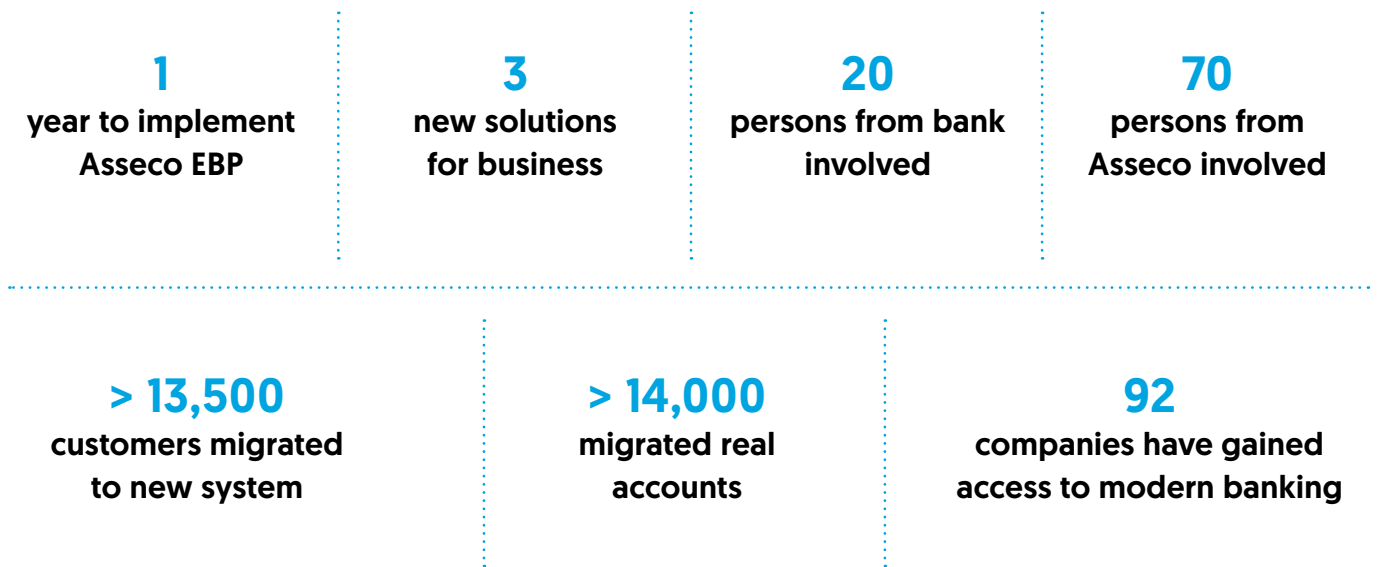 1
year to implement
Asseco EBP
3
new solutions
for business
20
persons from bank
involved
70
persons from
Asseco involved
> 13,500
customers migrated
to new system
> 14,000
migrated real
accounts
92
companies have gained
access to modern banking